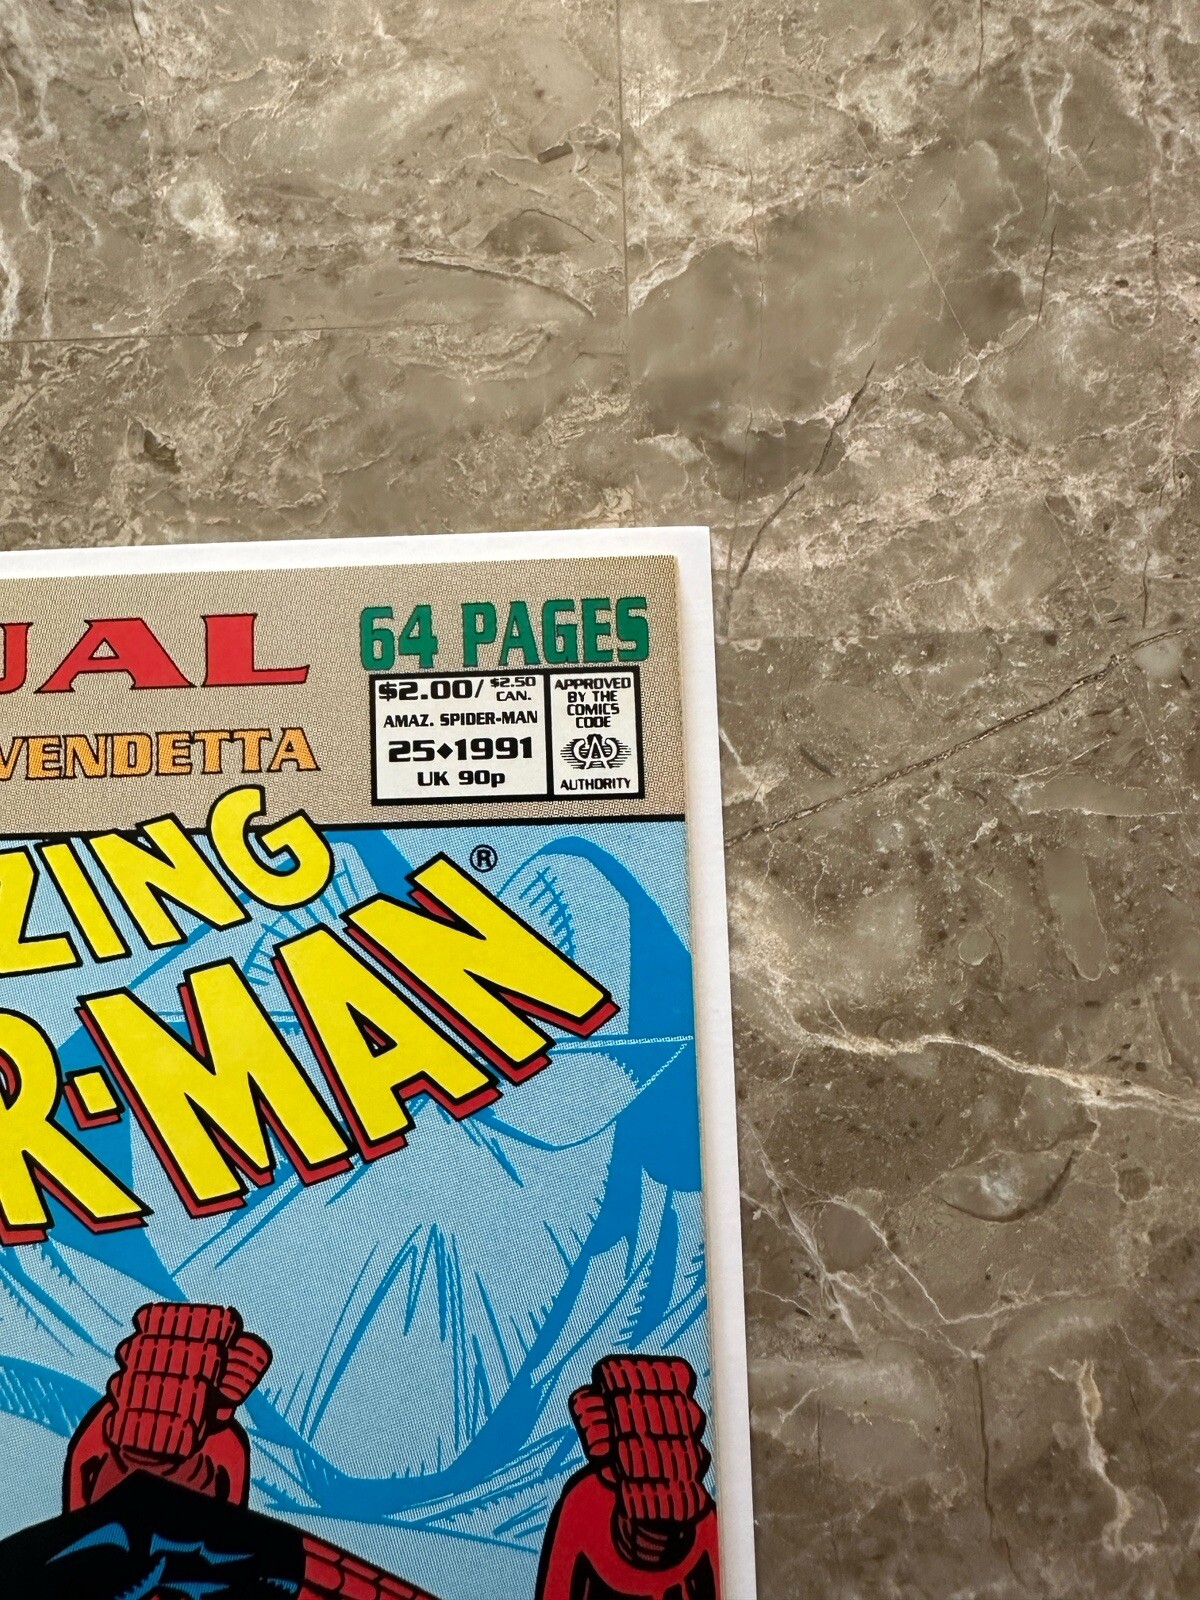 UAL
64 PAGES
$2.00/ $2.50 CAN.
AMAZ. SPIDER-MAN
25♦1991
UK 90p
APPROVED
BY THE
COMICS
CODE
CA
AUTHORITY
VENDETTA
ZING
R-MAN®